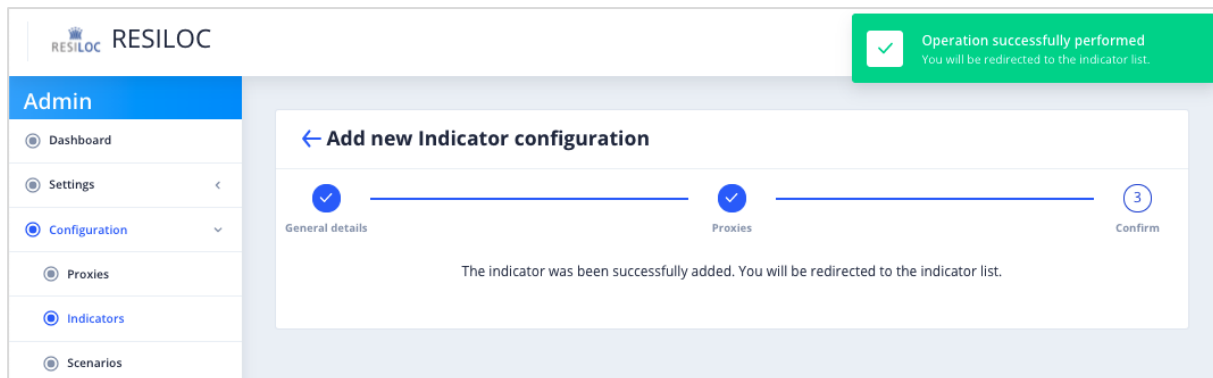 RESILOC RESILOC
Operation successfully performed
You will be redirected to the indicator list.
Admin
Dashboard
Settings
Configuration
Proxies
Indicators
Scenarios
Add new Indicator configuration
3
General details
Proxies
Confirm
The indicator was been successfully added. You will be redirected to the indicator list.